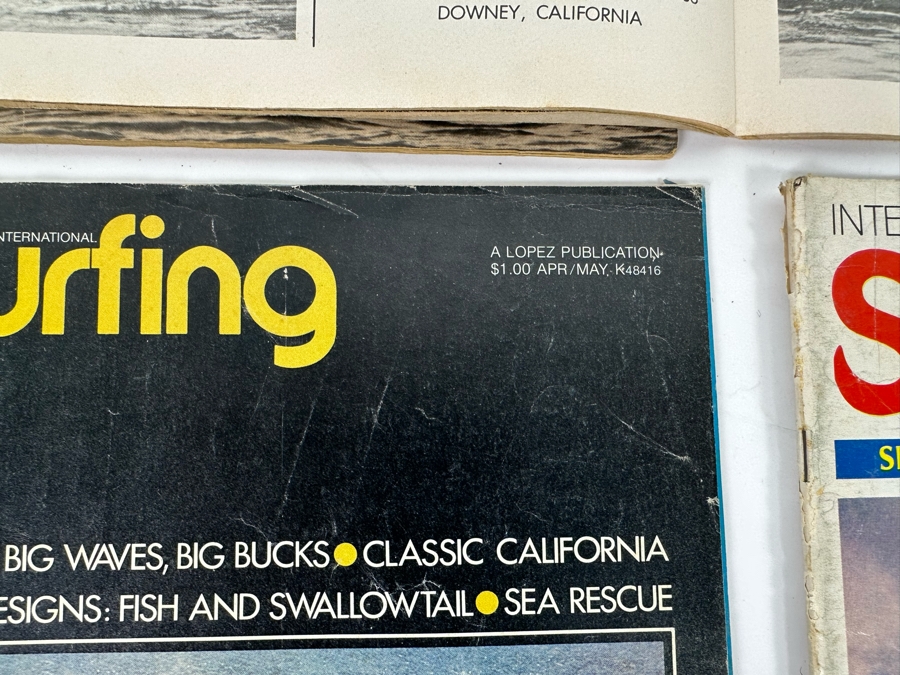 DOWNEY, CALIFORNIA
INTERNATIONAL
urfing
A LOPEZ PUBLICATION
$1.00 APR/MAY, K48416
BIG WAVES, BIG BUCKS ● CLASSIC CALIFORNIA
ESIGNS: FISH AND SWALLOWTAIL ● SEA RESCUE
INTE
S